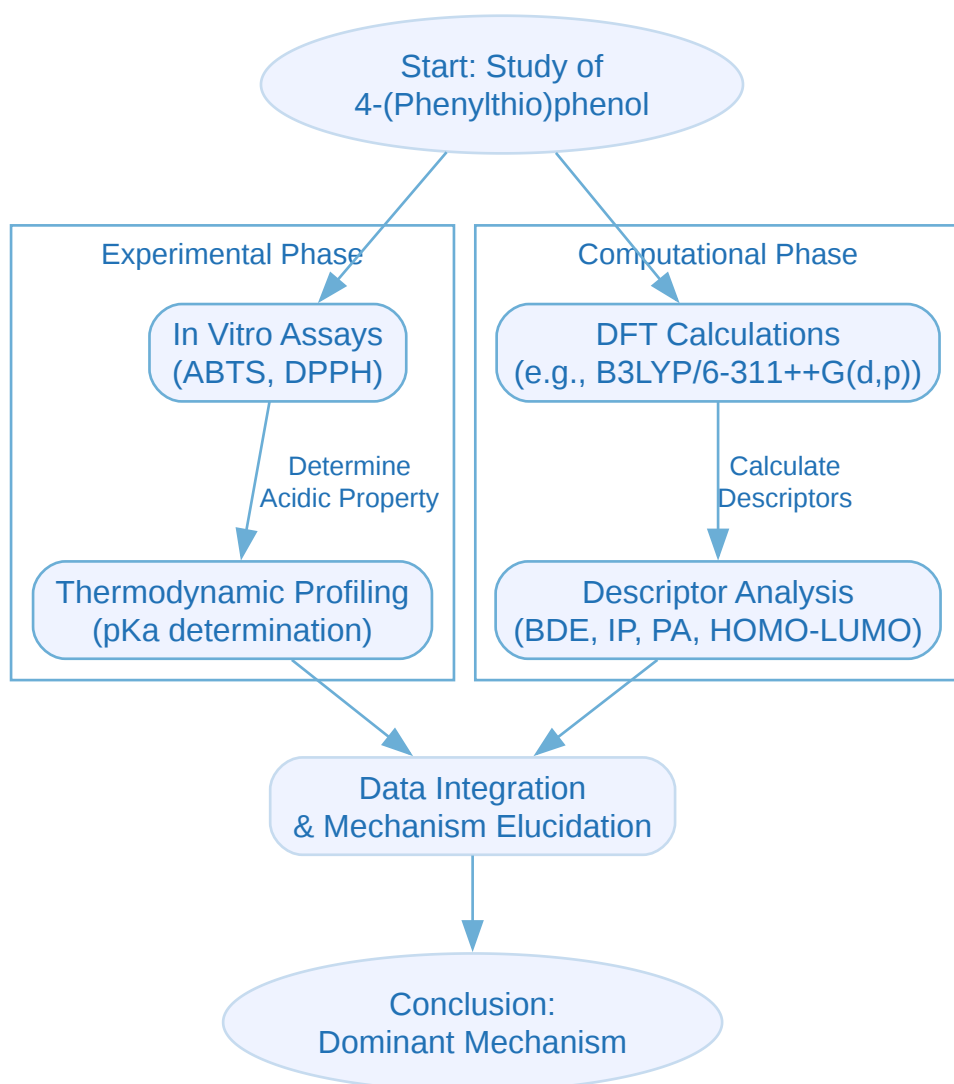 Start: Study of
4-(Phenylthio)phenol
Experimental Phase
In Vitro Assays
(ABTS, DPPH)
Determine
Acidic Property
Thermodynamic Profiling
(pKa determination)
Computational Phase
DFT Calculations
(e.g., B3LYP/6-311++G(d,p))
Calculate
Descriptors
Descriptor Analysis
(BDE, IP, PA, HOMO-LUMO)
Data Integration
& Mechanism Elucidation
Conclusion:
Dominant Mechanism